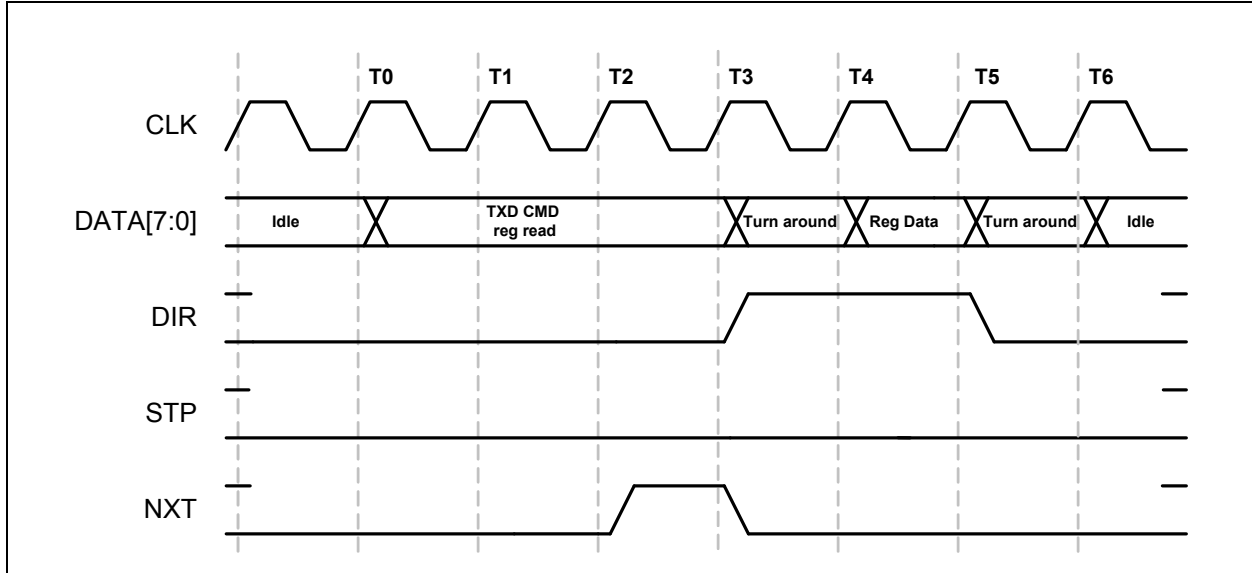 T0 T1 T2 T3 T4 T5 T6
CLK
DATA[7:0]
Idle
TXD CMD
reg read
Turn around
Reg Data
Turn around
Idle
DIR
STP
NXT